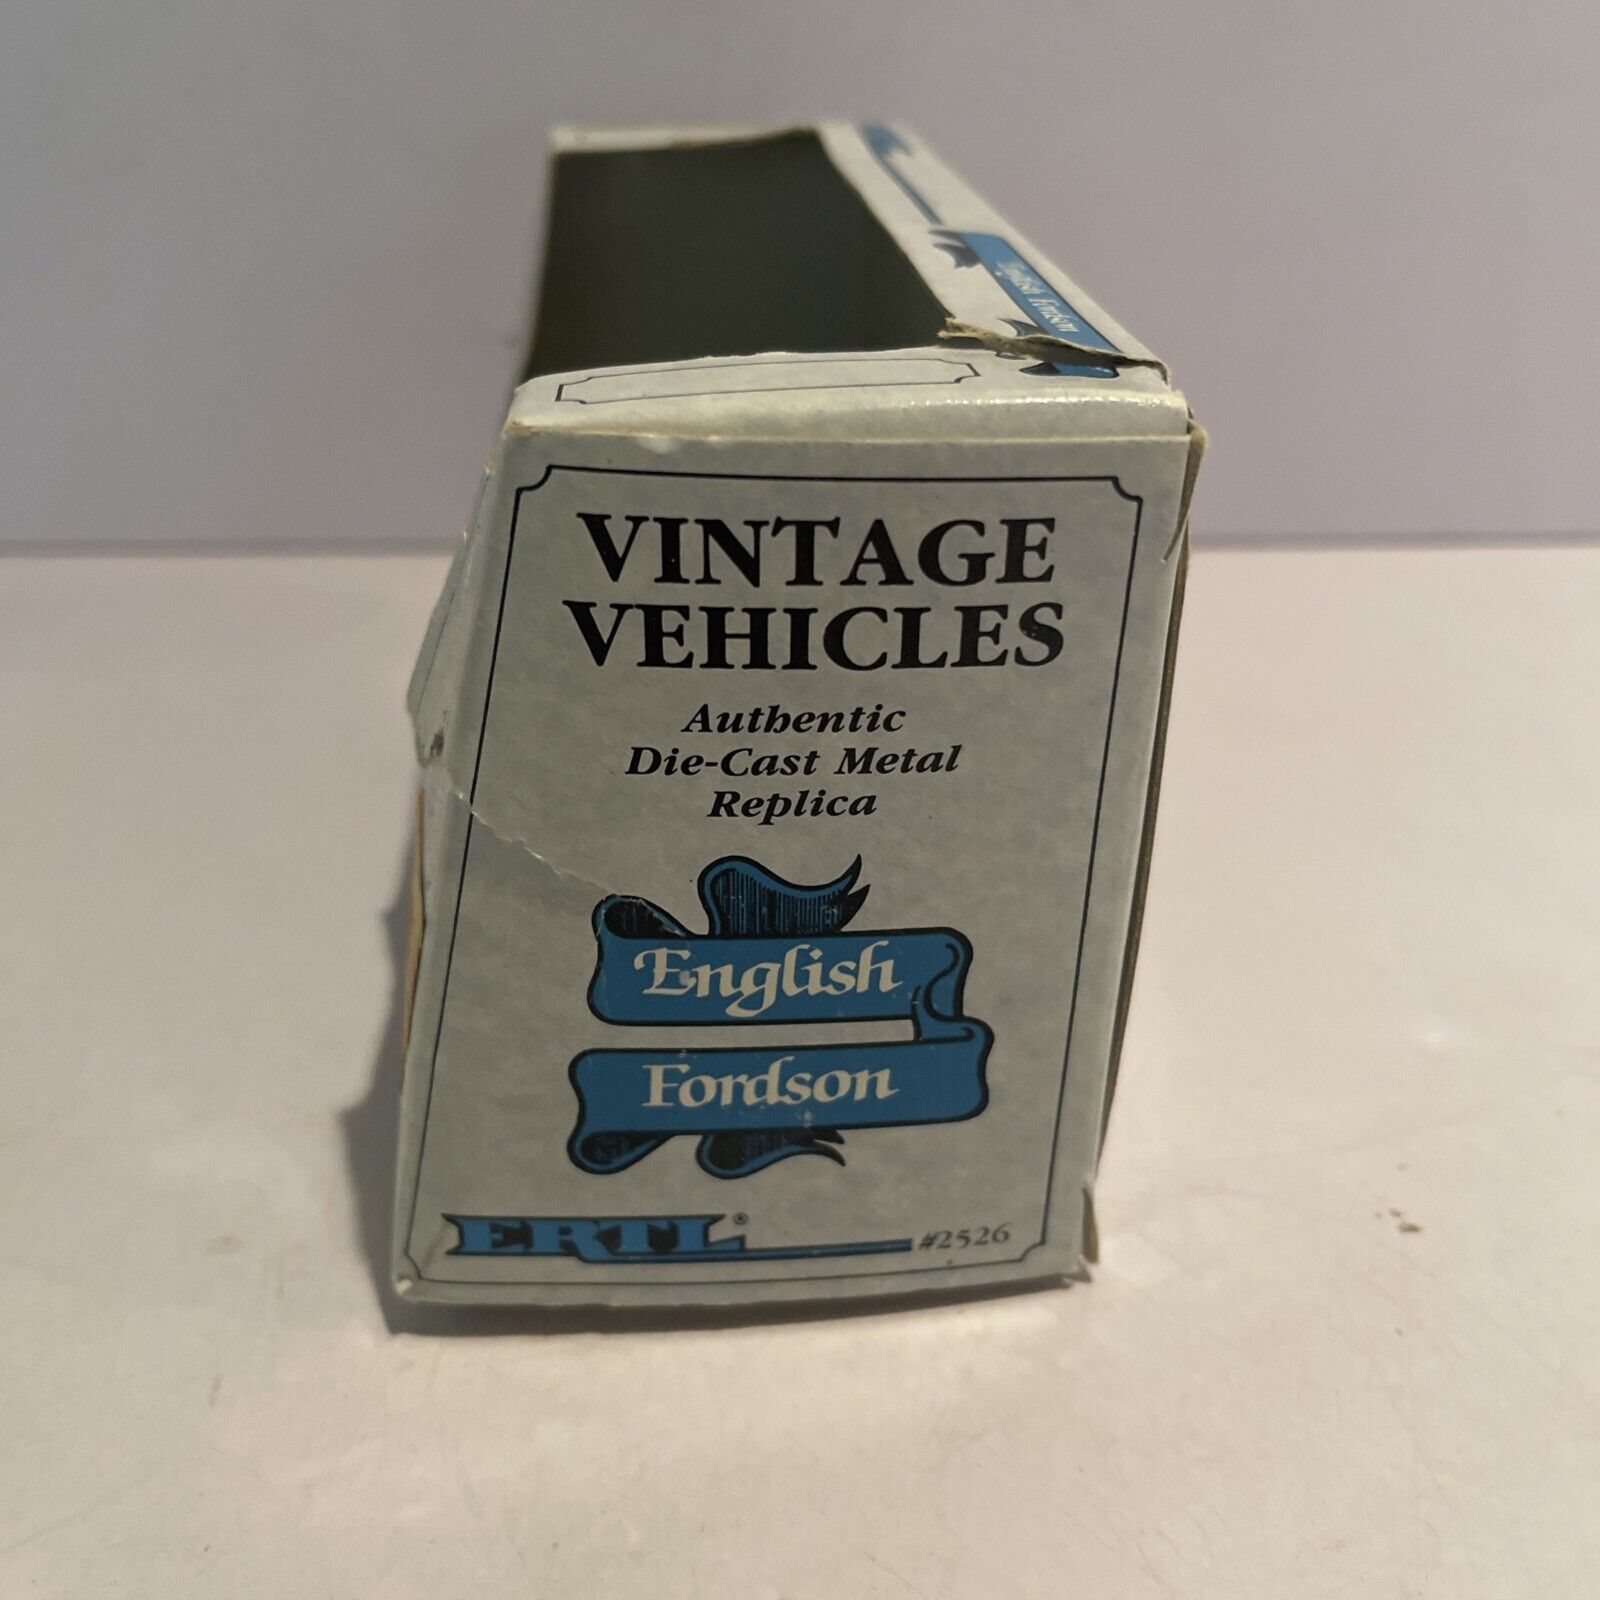 English Fordson
VINTAGE
VEHICLES
Authentic
Die-Cast Metal
Replica
English
Fordson
ERTL® #2526